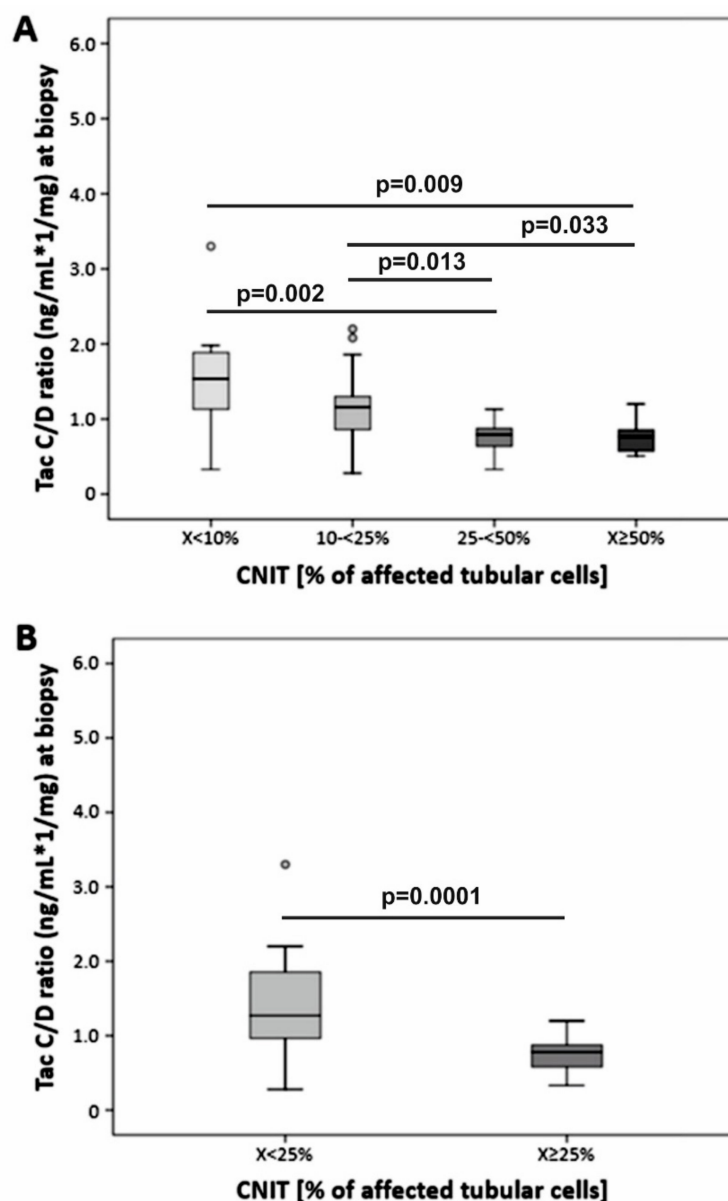 A
Tac C/D ratio (ng/mL*1/mg) at biopsy
6.0
5.0
4.0
3.0
2.0
1.0
0
p=0.009
p=0.033
p=0.013
p=0.002
X<10%
10-<25%
25-<50%
X≥50%
CNIT [% of affected tubular cells]
B
Tac C/D ratio (ng/mL*1/mg) at biopsy
6.0
5.0
4.0
3.0
2.0
1.0
0
p=0.0001
X<25%
X≥25%
CNIT [% of affected tubular cells]